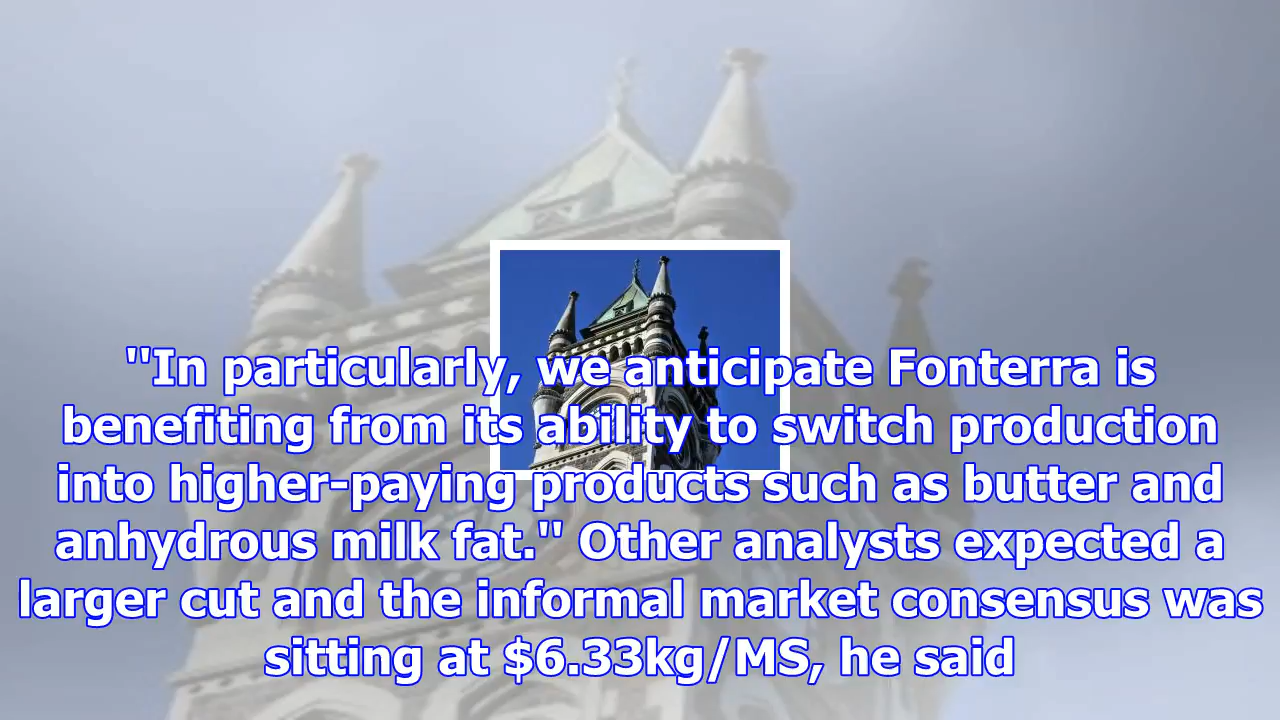 "In particularly, we anticipate Fonterra is
benefiting from its ability to switch production
into higher-paying products such as butter and
anhydrous milk fat." Other analysts expected a
larger cut and the informal market consensus was
sitting at $6.33kg/MS, he said